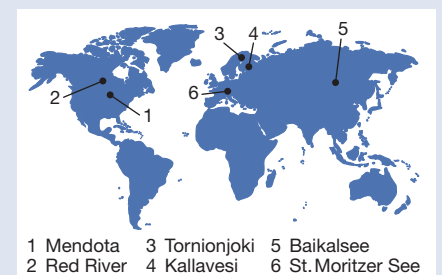 3 4 5
2 1 6
1 Mendota 3 Tornionjoki 5 Baikalsee
2 Red River 4 Kallavesi 6 St. Moritzer See